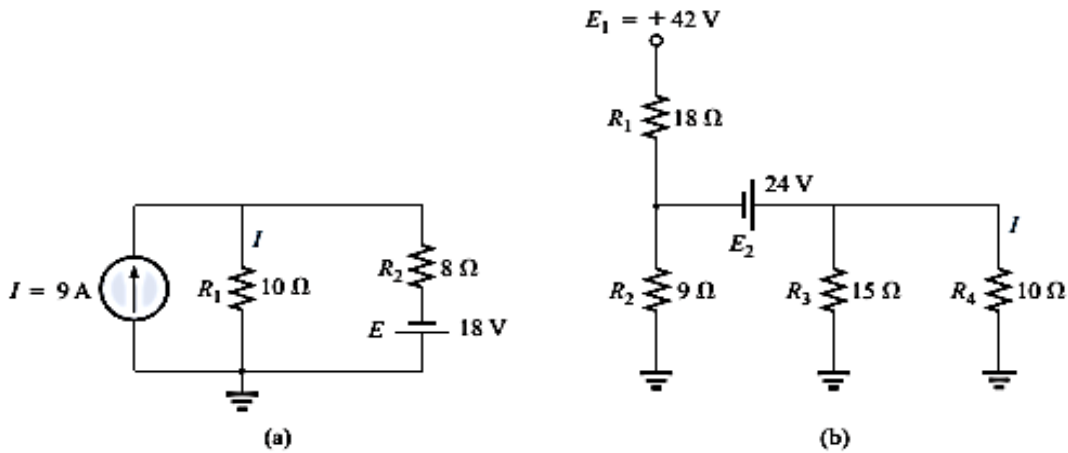 E₁ = + 42 V
R₁ 18 Ω
24 V
E₂
I
R₂ 9 Ω
R₃ 15 Ω
R₄ 10 Ω
(b)
I
I = 9 A
R₁ 10 Ω
R₂ 8 Ω
E 18 V
(a)